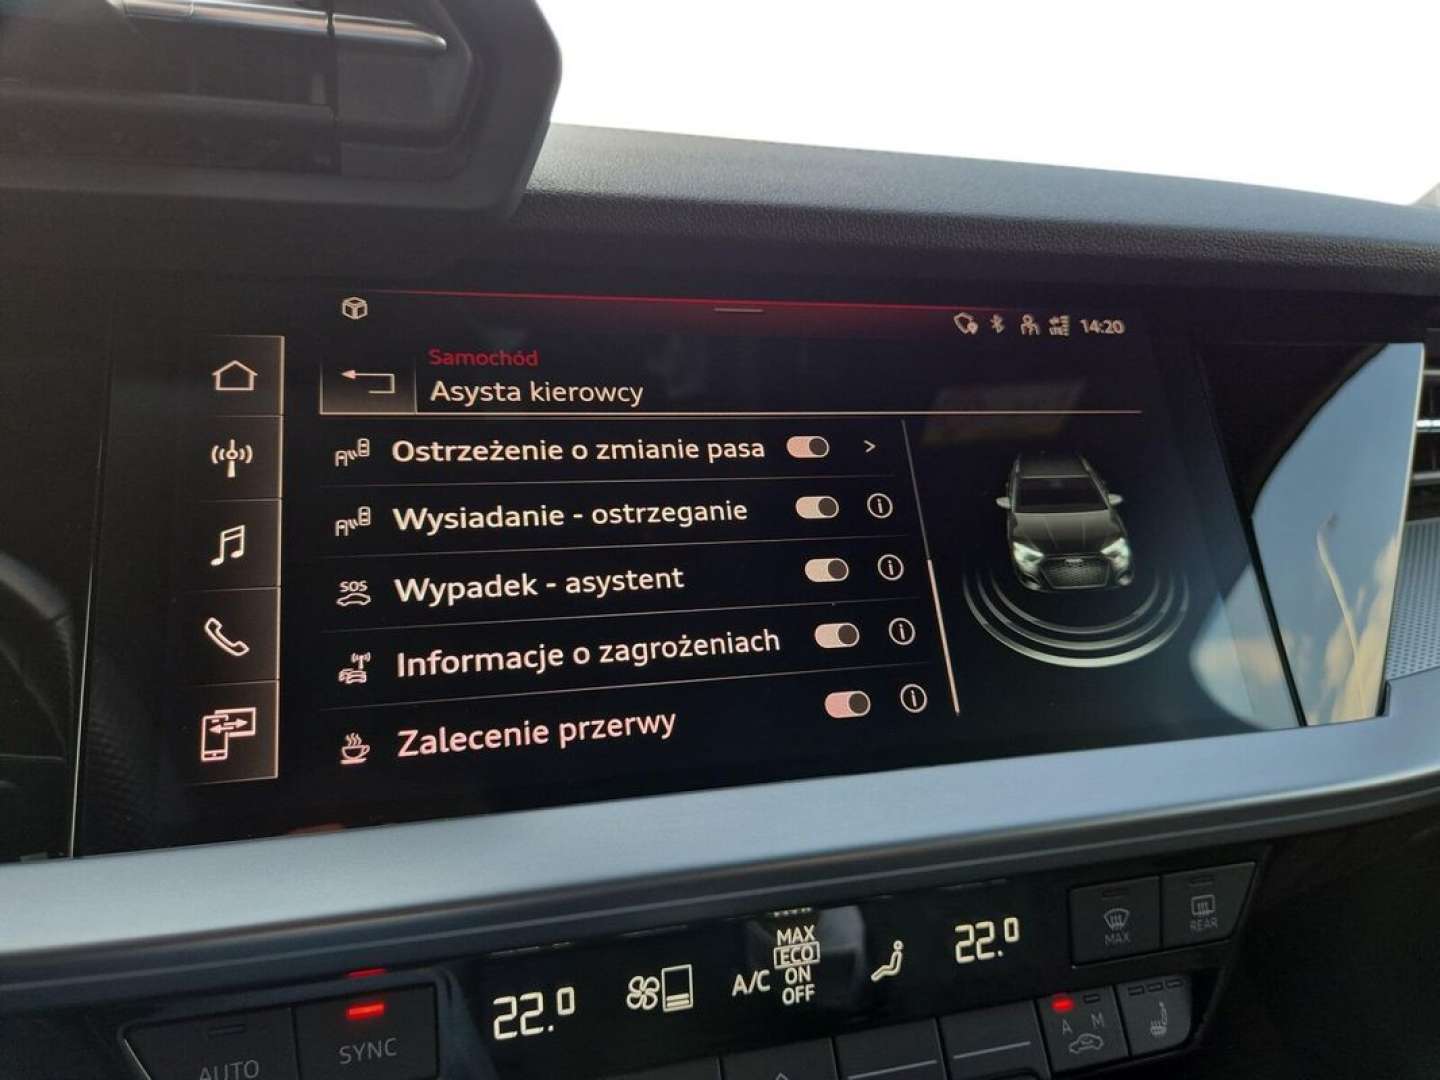 14:20
Samochód
Asysta kierowcy
Ostrzeżenie o zmianie pasa
Wysiadanie - ostrzeganie
SOS
Wypadek - asystent
Informacje o zagrożeniach
Zalecenie przerwy
MAX
ECO
A/C ON
OFF
22.0
22.0
MAX
REAR
AUTO
SYNC
A M